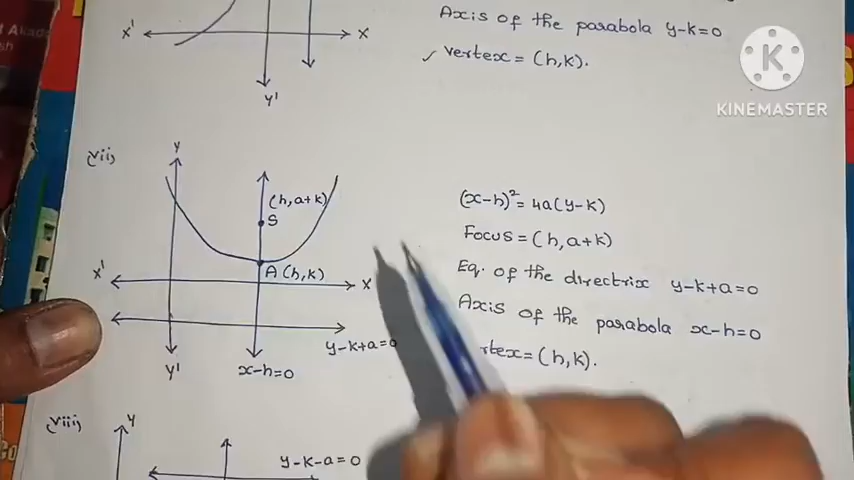 Axis of the parabola y-k=0
✓ vertex = (h,k).
X'
X
Y'
K
KINEMASTER
(vii)
Y
(h, a+k)
S
A (h,k)
X'
X
y-k+a=0
Y'
x-h=0
(x-h)²= 4a(y-k)
Focus = (h, a+k)
Eq. of the directrix y-k+a=0
Axis of the parabola x-h=0
rtex = (h,k).
(viii)
Y
y-k-a=0